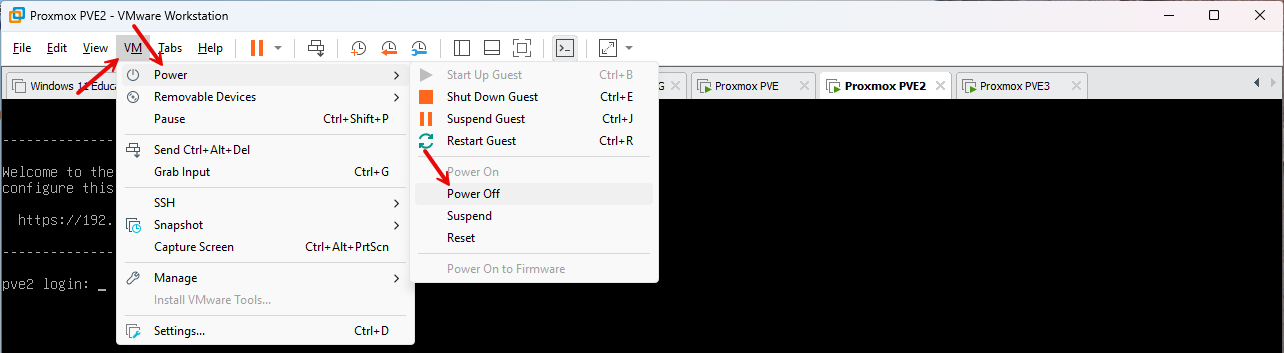 Proxmox PVE2 - VMware Workstation
File Edit View VM Tabs Help
Windows 11 Proxmox PVE Proxmox PVE2 Proxmox PVE3
Power
Removable Devices
Pause Ctrl+Shift+P
Send Ctrl+Alt+Del
Grab Input Ctrl+G
SSH
Snapshot
Capture Screen Ctrl+Alt+PrtScn
Manage
Install VMware Tools...
Settings... Ctrl+D
Start Up Guest Ctrl+B
Shut Down Guest Ctrl+E
Suspend Guest Ctrl+J
Restart Guest Ctrl+R
Power On
Power Off
Suspend
Reset
Power On to Firmware
Welcome to the
configure this
https://192.
pve2 login: _